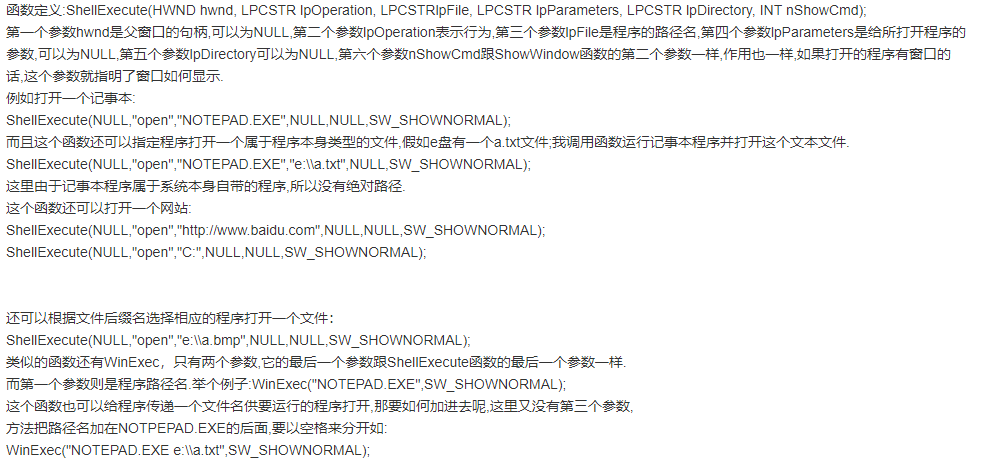 函数定义:ShellExecute(HWND hwnd, LPCSTR lpOperation, LPCSTRlpFile, LPCSTR lpParameters, LPCSTR lpDirectory, INT nShowCmd);
第一个参数hwnd是父窗口的句柄,可以为NULL,第二个参数lpOperation表示行为,第三个参数lpFile是程序的路径名,第四个参数lpParameters是给所打开程序的
参数,可以为NULL,第五个参数lpDirectory可以为NULL,第六个参数nShowCmd跟ShowWindow函数的第二个参数一样,作用也一样,如果打开的程序有窗口的
话,这个参数就指明了窗口如何显示.
例如打开一个记事本:
ShellExecute(NULL,"open","NOTEPAD.EXE",NULL,NULL,SW_SHOWNORMAL);
而且这个函数还可以指定程序打开一个属于程序本身类型的文件,假如e盘有一个a.txt文件;我调用函数运行记事本程序并打开这个文本文件.
ShellExecute(NULL,"open","NOTEPAD.EXE","e:\\a.txt",NULL,SW_SHOWNORMAL);
这里由于记事本程序属于系统本身自带的程序,所以没有绝对路径.
这个函数还可以打开一个网站:
ShellExecute(NULL,"open","http://www.baidu.com",NULL,NULL,SW_SHOWNORMAL);
ShellExecute(NULL,"open","C:",NULL,NULL,SW_SHOWNORMAL);
还可以根据文件后缀名选择相应的程序打开一个文件：
ShellExecute(NULL,"open","e:\\a.bmp",NULL,NULL,SW_SHOWNORMAL);
类似的函数还有WinExec，只有两个参数,它的最后一个参数跟ShellExecute函数的最后一个参数一样.
而第一个参数则是程序路径名.举个例子:WinExec("NOTEPAD.EXE",SW_SHOWNORMAL);
这个函数也可以给程序传递一个文件名供要运行的程序打开,那要如何加进去呢,这里又没有第三个参数,
方法把路径名加在NOTPEPAD.EXE的后面,要以空格来分开如:
WinExec("NOTEPAD.EXE e:\\a.txt",SW_SHOWNORMAL);